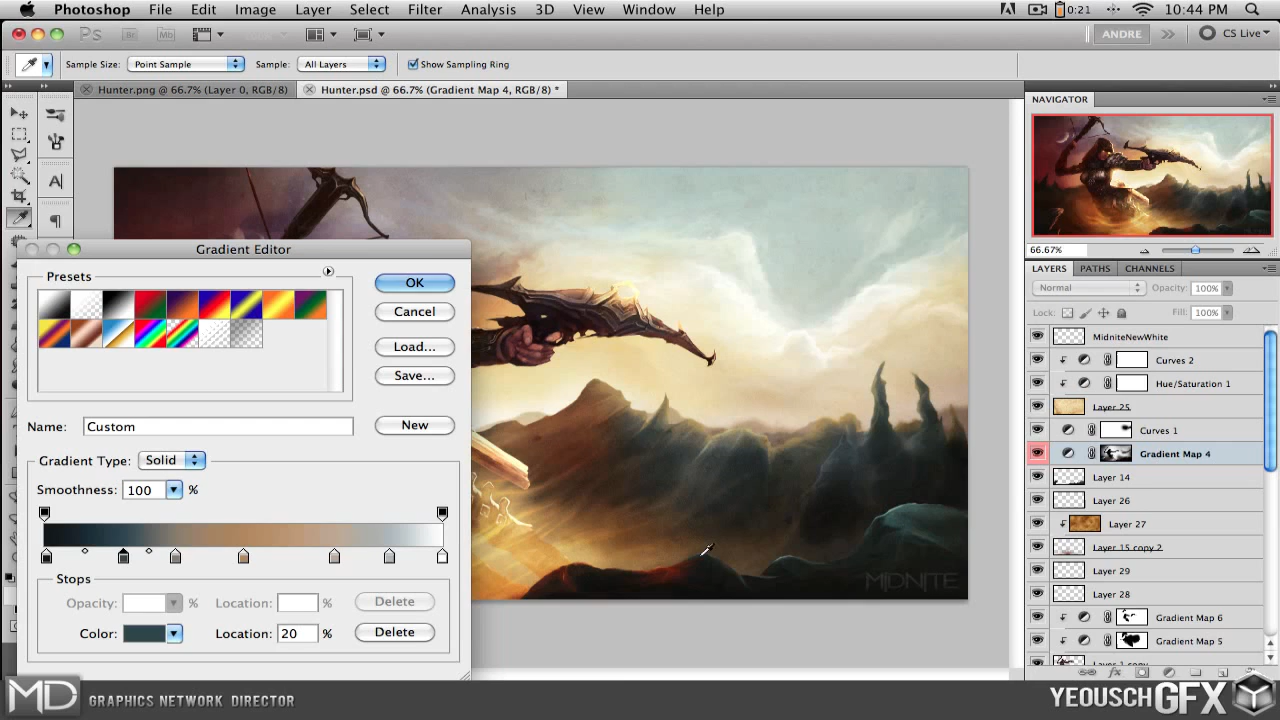 Photoshop File Edit Image Layer Select Filter Analysis 3D View Window Help 0:21 10:44 PM
Ps Br Mb ANDRE CS Live
Sample Size: Point Sample Sample: All Layers Show Sampling Ring
Hunter.png @ 66.7% (Layer 0, RGB/8) Hunter.psd @ 66.7% (Gradient Map 4, RGB/8) *
NAVIGATOR
66.67%
LAYERS PATHS CHANNELS
Normal Opacity: 100%
Lock: Fill: 100%
MidniteNewWhite
Curves 2
Hue/Saturation 1
Layer 25
Curves 1
Gradient Map 4
Layer 14
Layer 26
Layer 27
Layer 15 copy 2
Layer 29
Layer 28
Gradient Map 6
Gradient Map 5
Layer 1 copy
Gradient Editor
Presets
OK
Cancel
Load...
Save...
Name: Custom New
Gradient Type: Solid
Smoothness: 100 %
Stops
Opacity: % Location: % Delete
Color: Location: 20 % Delete
MIDNITE
MD GRAPHICS NETWORK DIRECTOR
YEOUSCHGFX